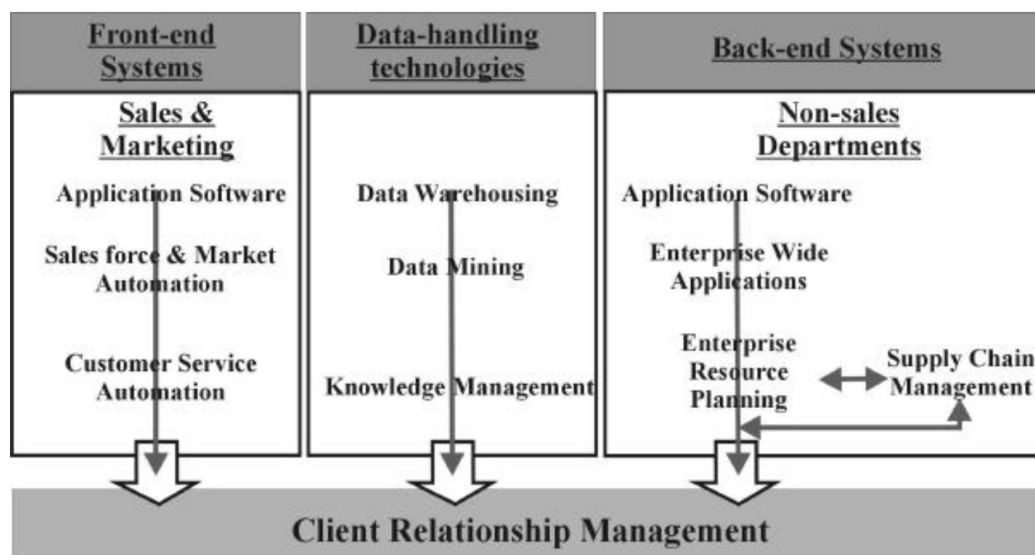 Front-end
Systems
Data-handling
technologies
Back-end Systems
Sales &
Marketing
Application Software
Sales force & Market
Automation
Customer Service
Automation
Data Warehousing
Data Mining
Knowledge Management
Non-sales
Departments
Application Software
Enterprise Wide
Applications
Enterprise
Resource
Planning
Supply Chain
Management
Client Relationship Management